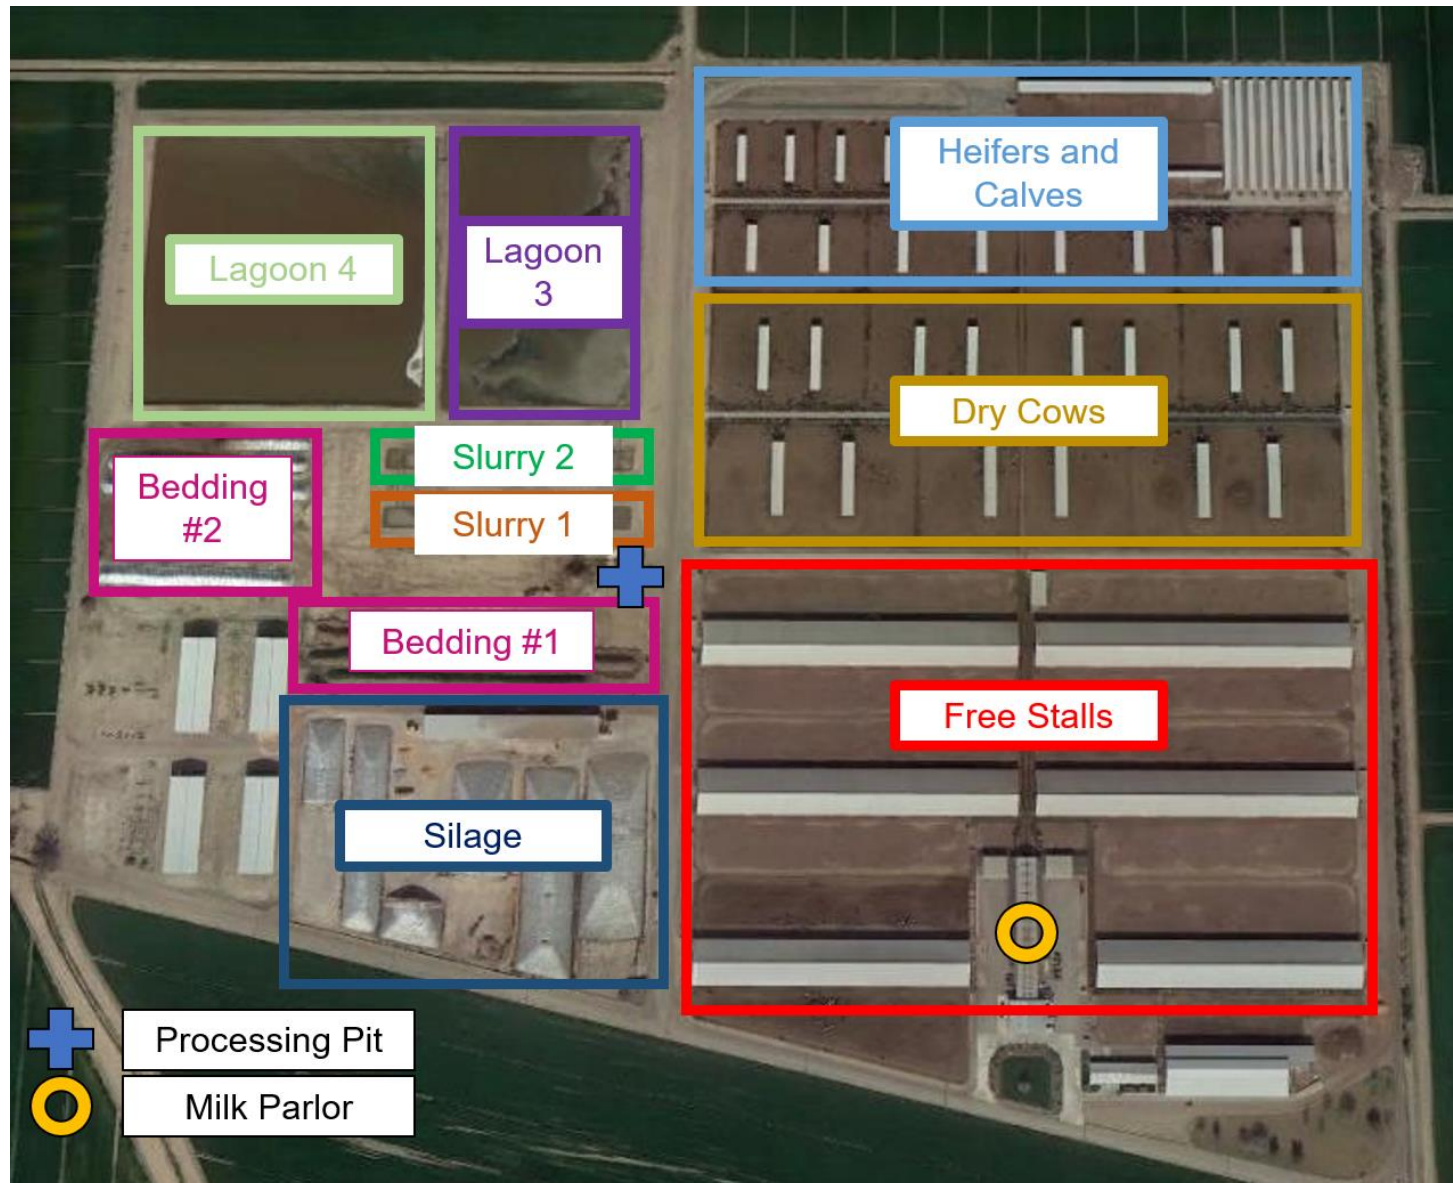 Heifers and
Calves
Lagoon 4
Lagoon
3
Dry Cows
Slurry 2
Bedding
#2
Slurry 1
Bedding #1
Free Stalls
Silage
Processing Pit
Milk Parlor